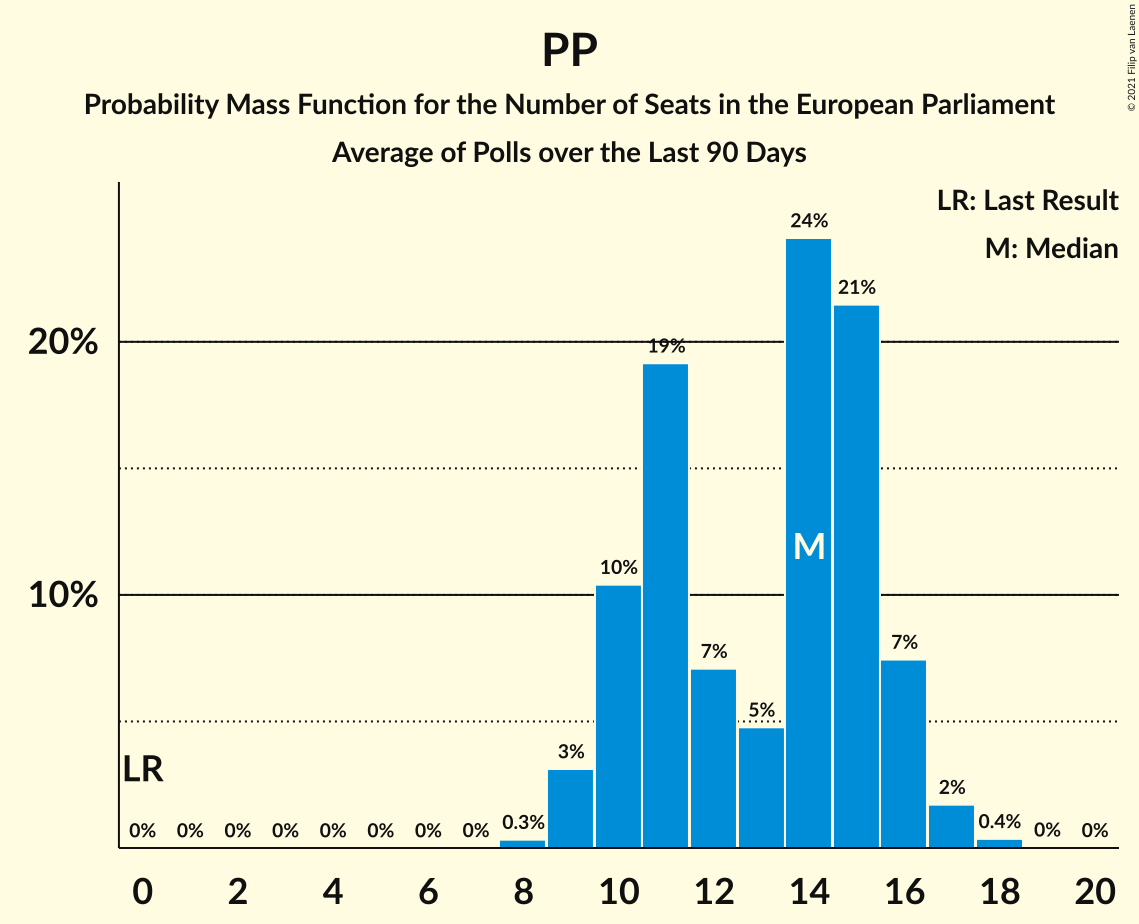 PP
Probability Mass Function for the Number of Seats in the European Parliament
Average of Polls over the Last 90 Days
© 2021 Filip van Laenen
LR: Last Result
M: Median
24%
21%
20%
19%
M
10%
10%
7%
7%
5%
3%
2%
LR
0% 0% 0% 0% 0% 0% 0% 0% 0.3% 0.4% 0% 0%
0 2 4 6 8 10 12 14 16 18 20